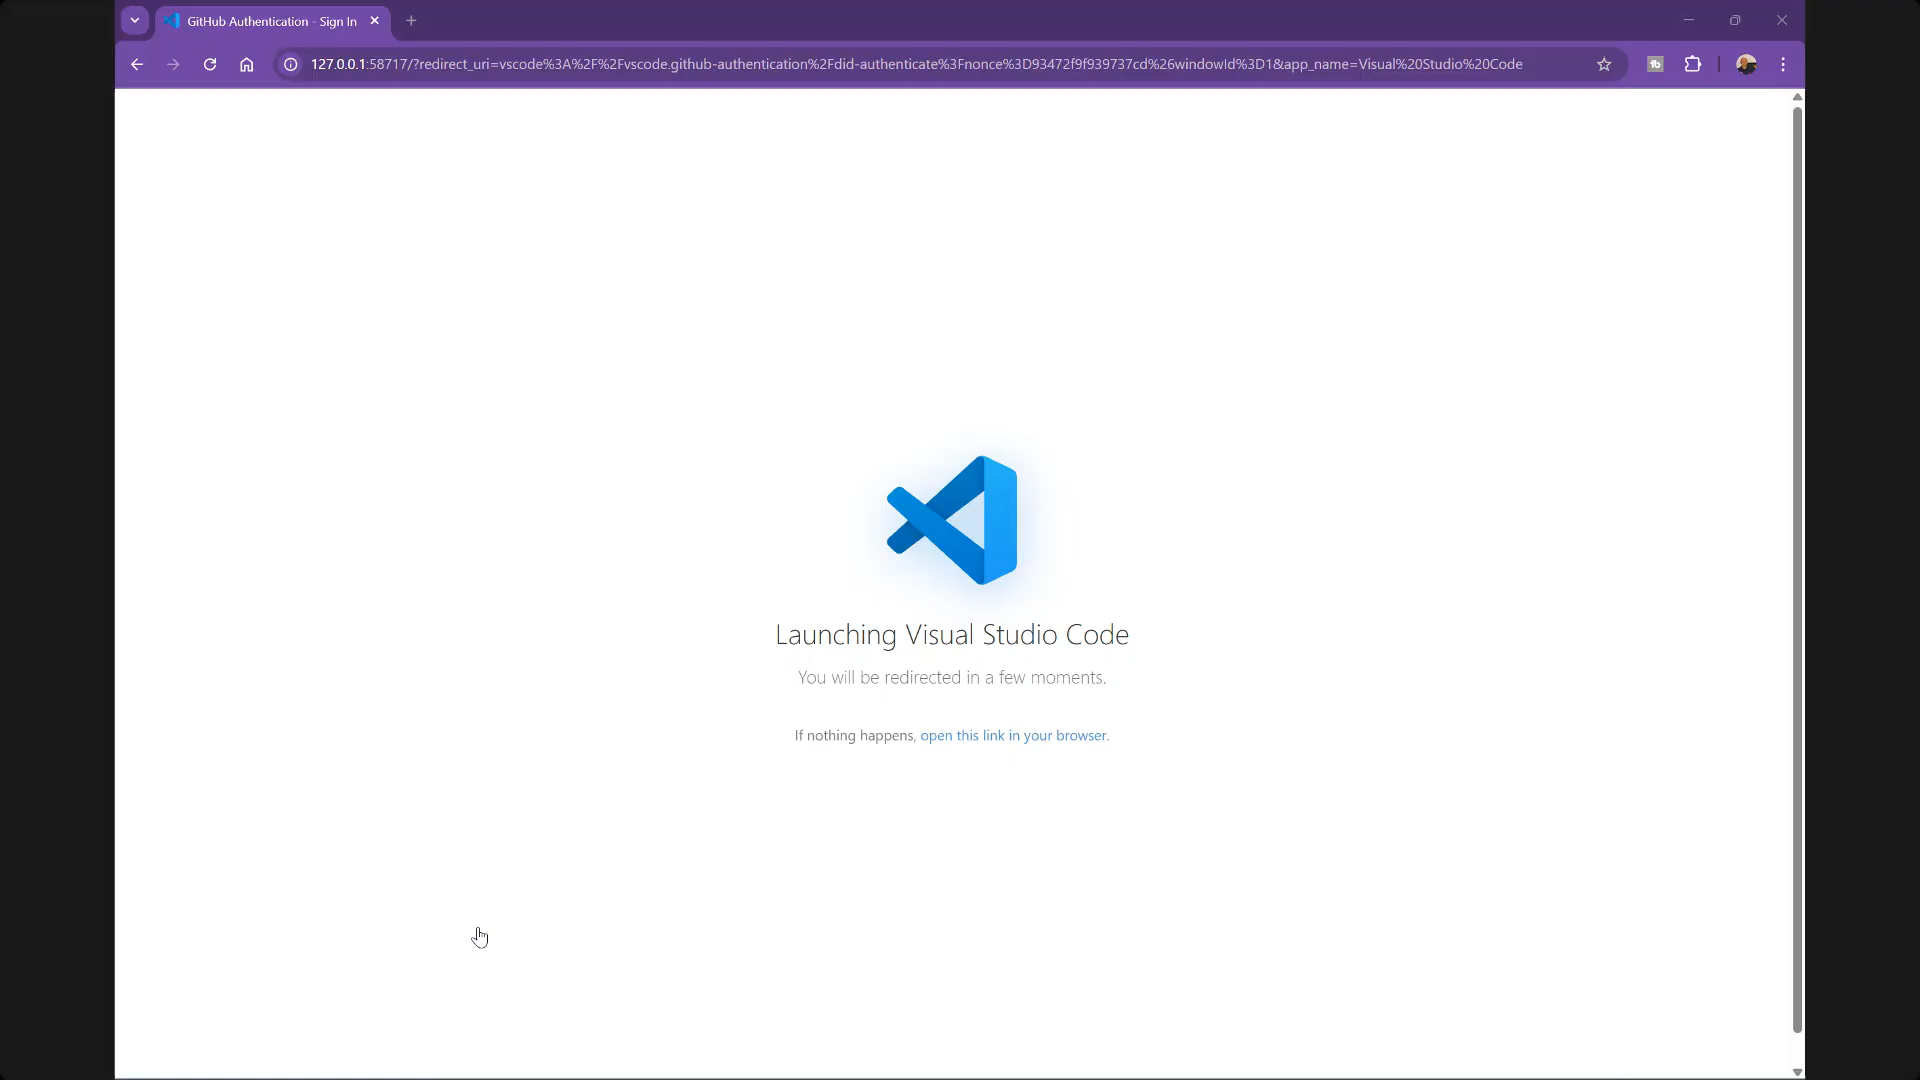 GitHub Authentication - Sign In
127.0.0.1:58717/?redirect_uri=vscode%3A%2F%2Fvscode.github-authentication%2Fdid-authenticate%3Fnonce%3D93472f9f939737cd%26windowId%3D1&app_name=Visual%20Studio%20Code
Launching Visual Studio Code
You will be redirected in a few moments.
If nothing happens, open this link in your browser.